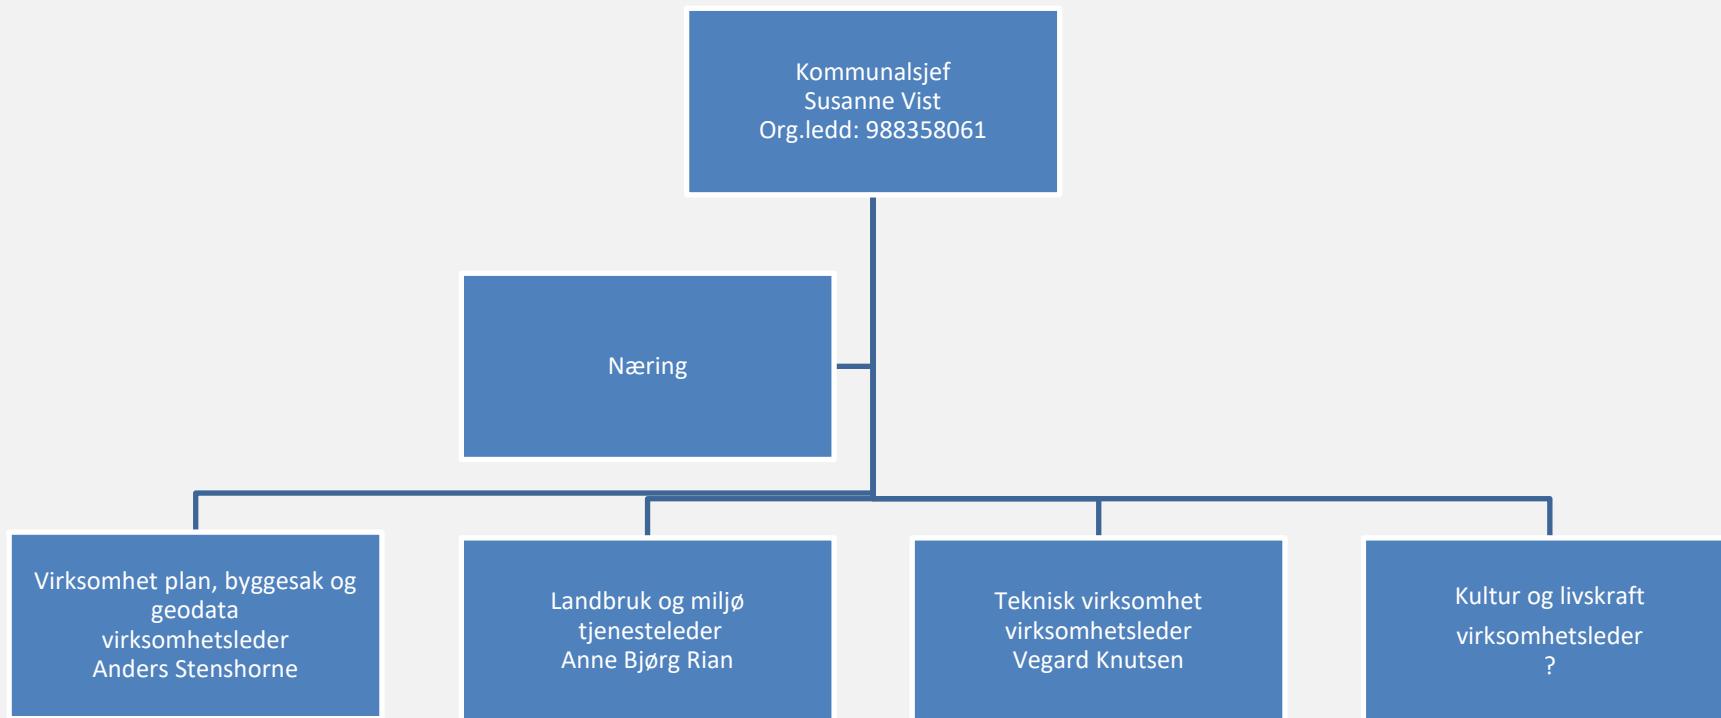 Kommunalsjef
Susanne Vist
Org.ledd: 988358061
Næring
Virksomhet plan, byggesak og
geodata
virksomhetsleder
Anders Stenshorne
Landbruk og miljø
tjenesteleder
Anne Bjørg Rian
Teknisk virksomhet
virksomhetsleder
Vegard Knutsen
Kultur og livskraft
virksomhetsleder
?